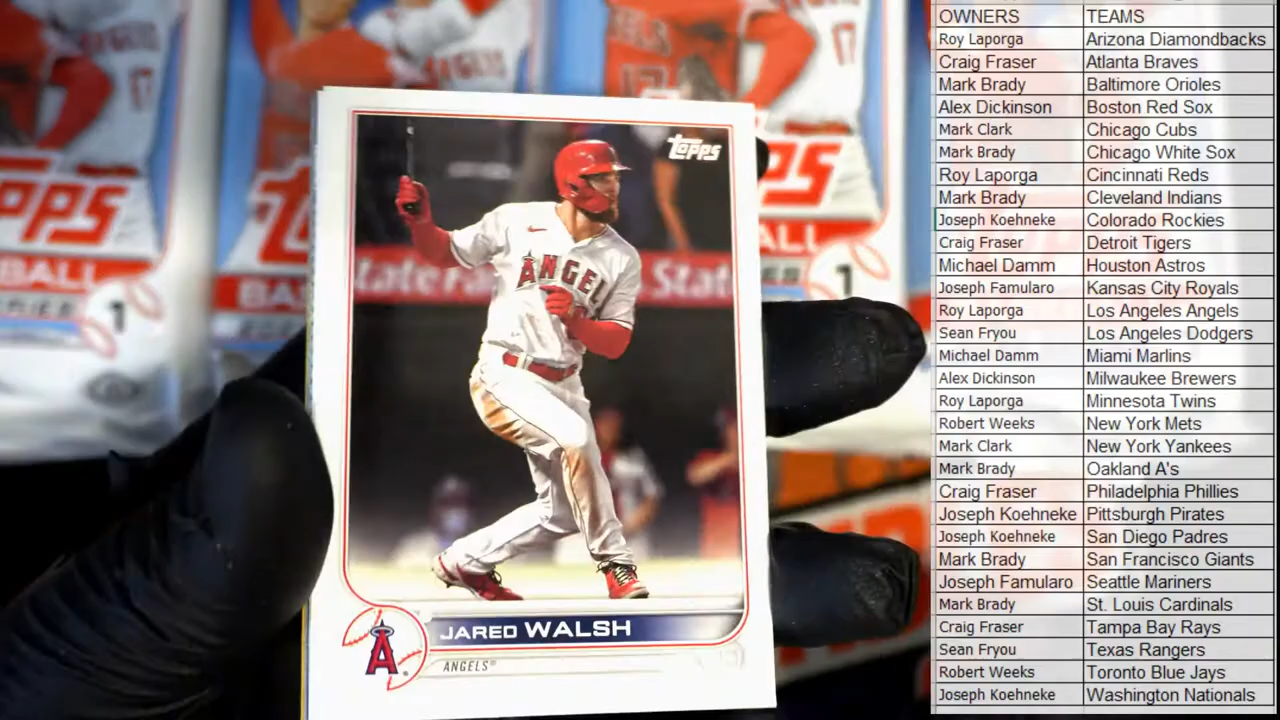 OWNERS TEAMS
Roy Laporga Arizona Diamondbacks
Craig Fraser Atlanta Braves
Mark Brady Baltimore Orioles
Alex Dickinson Boston Red Sox
Mark Clark Chicago Cubs
Mark Brady Chicago White Sox
Roy Laporga Cincinnati Reds
Mark Brady Cleveland Indians
Joseph Koehneke Colorado Rockies
Craig Fraser Detroit Tigers
Michael Damm Houston Astros
Joseph Famularo Kansas City Royals
Roy Laporga Los Angeles Angels
Sean Fryou Los Angeles Dodgers
Michael Damm Miami Marlins
Alex Dickinson Milwaukee Brewers
Roy Laporga Minnesota Twins
Robert Weeks New York Mets
Mark Clark New York Yankees
Mark Brady Oakland A's
Craig Fraser Philadelphia Phillies
Joseph Koehneke Pittsburgh Pirates
Joseph Koehneke San Diego Padres
Mark Brady San Francisco Giants
Joseph Famularo Seattle Mariners
Mark Brady St. Louis Cardinals
Craig Fraser Tampa Bay Rays
Sean Fryou Texas Rangers
Robert Weeks Toronto Blue Jays
Joseph Koehneke Washington Nationals
topps
ANGEL
State
JARED WALSH
A
ANGELS®
17
17
1
1